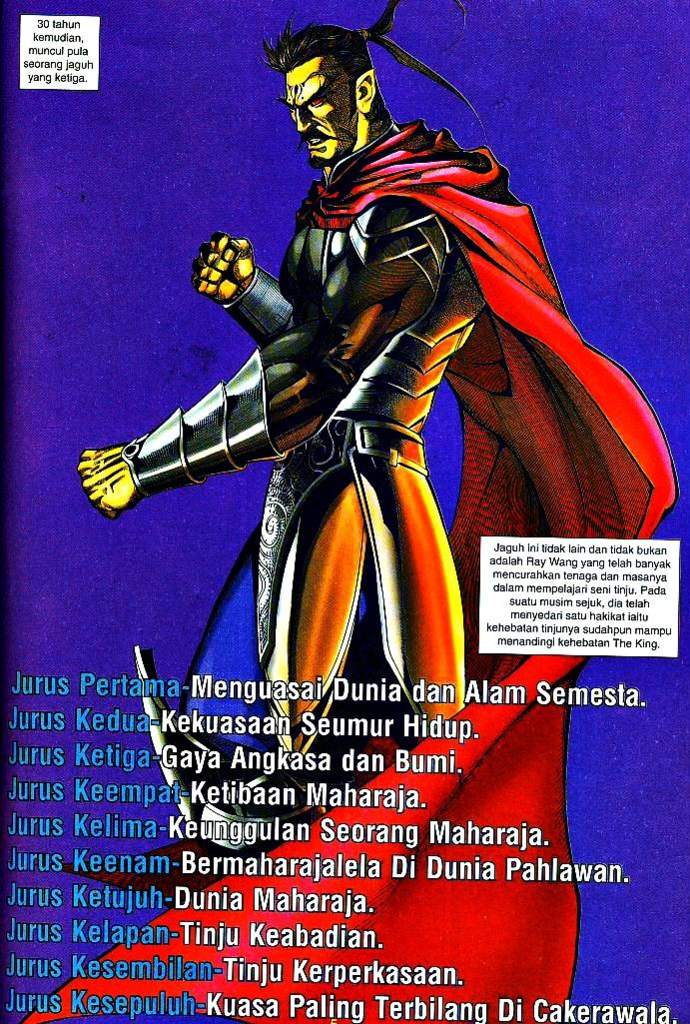 30 tahun
kemudian,
muncul pula
seorang jaguh
yang ketiga.
Jaguh ini tidak lain dan tidak bukan
adalah Ray Wang yang telah banyak
mencurahkan tenaga dan masanya
dalam mempelajari seni tinju. Pada
suatu musim sejuk, dia telah
menyedari satu hakikat iaitu
kehebatan tinjunya sudahpun mampu
menandingi kehebatan The King.
Jurus Pertama-Menguasai Dunia dan Alam Semesta.
Jurus Kedua-Kekuasaan Seumur Hidup.
Jurus Ketiga-Gaya Angkasa dan Bumi.
Jurus Keempat-Ketibaan Maharaja.
Jurus Kelima-Keunggulan Seorang Maharaja.
Jurus Keenam-Bermaharajalela Di Dunia Pahlawan.
Jurus Ketujuh-Dunia Maharaja.
Jurus Kelapan-Tinju Keabadian.
Jurus Kesembilan-Tinju Kerperkasaan.
Jurus Kesepuluh-Kuasa Paling Terbilang Di Cakerawala.